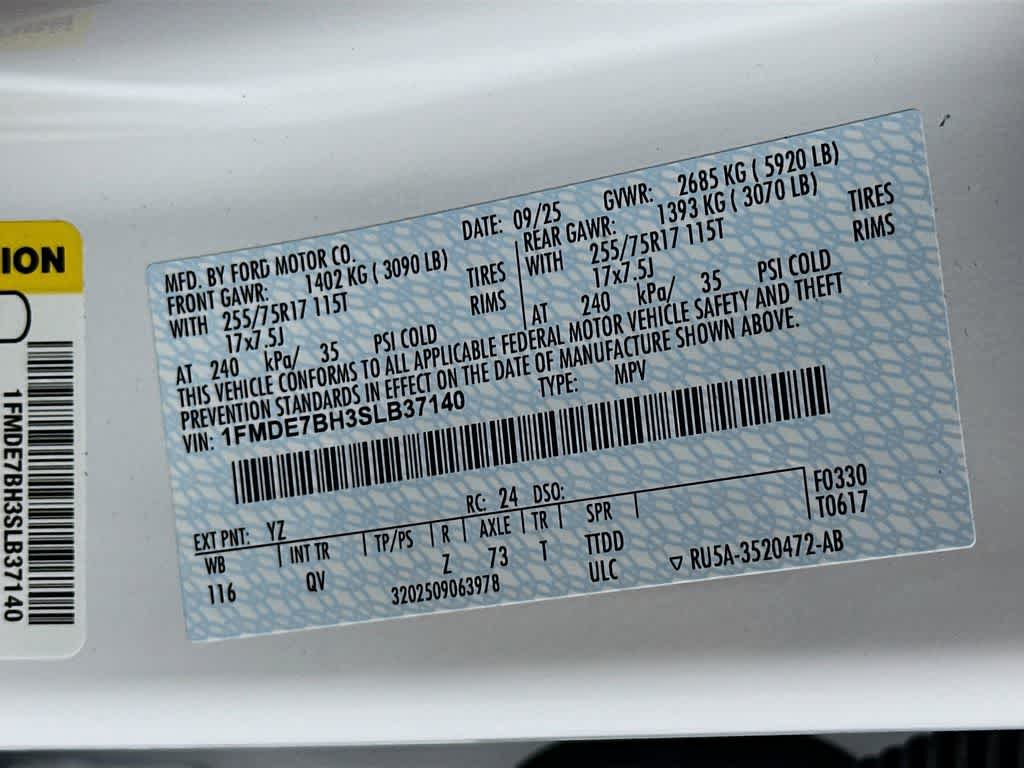 ION
1FMDE7BH3SLB37140
MFD. BY FORD MOTOR CO.
DATE: 09/25 GVWR: 2685 KG ( 5920 LB)
FRONT GAWR: 1402 KG ( 3090 LB)
WITH 255/75R17 115T TIRES
17x7.5J RIMS
AT 240 kPa/ 35 PSI COLD
REAR GAWR: 1393 KG ( 3070 LB)
WITH 255/75R17 115T TIRES
17x7.5J RIMS
AT 240 kPa/ 35 PSI COLD
THIS VEHICLE CONFORMS TO ALL APPLICABLE FEDERAL MOTOR VEHICLE SAFETY AND THEFT
PREVENTION STANDARDS IN EFFECT ON THE DATE OF MANUFACTURE SHOWN ABOVE.
VIN: 1FMDE7BH3SLB37140 TYPE: MPV
EXT PNT: YZ RC: 24 DSO:
WB INT TR TP/PS R AXLE TR SPR F0330
116 QV Z 73 T TTDD T0617
3202509063978 ULC ▽ RU5A-3520472-AB